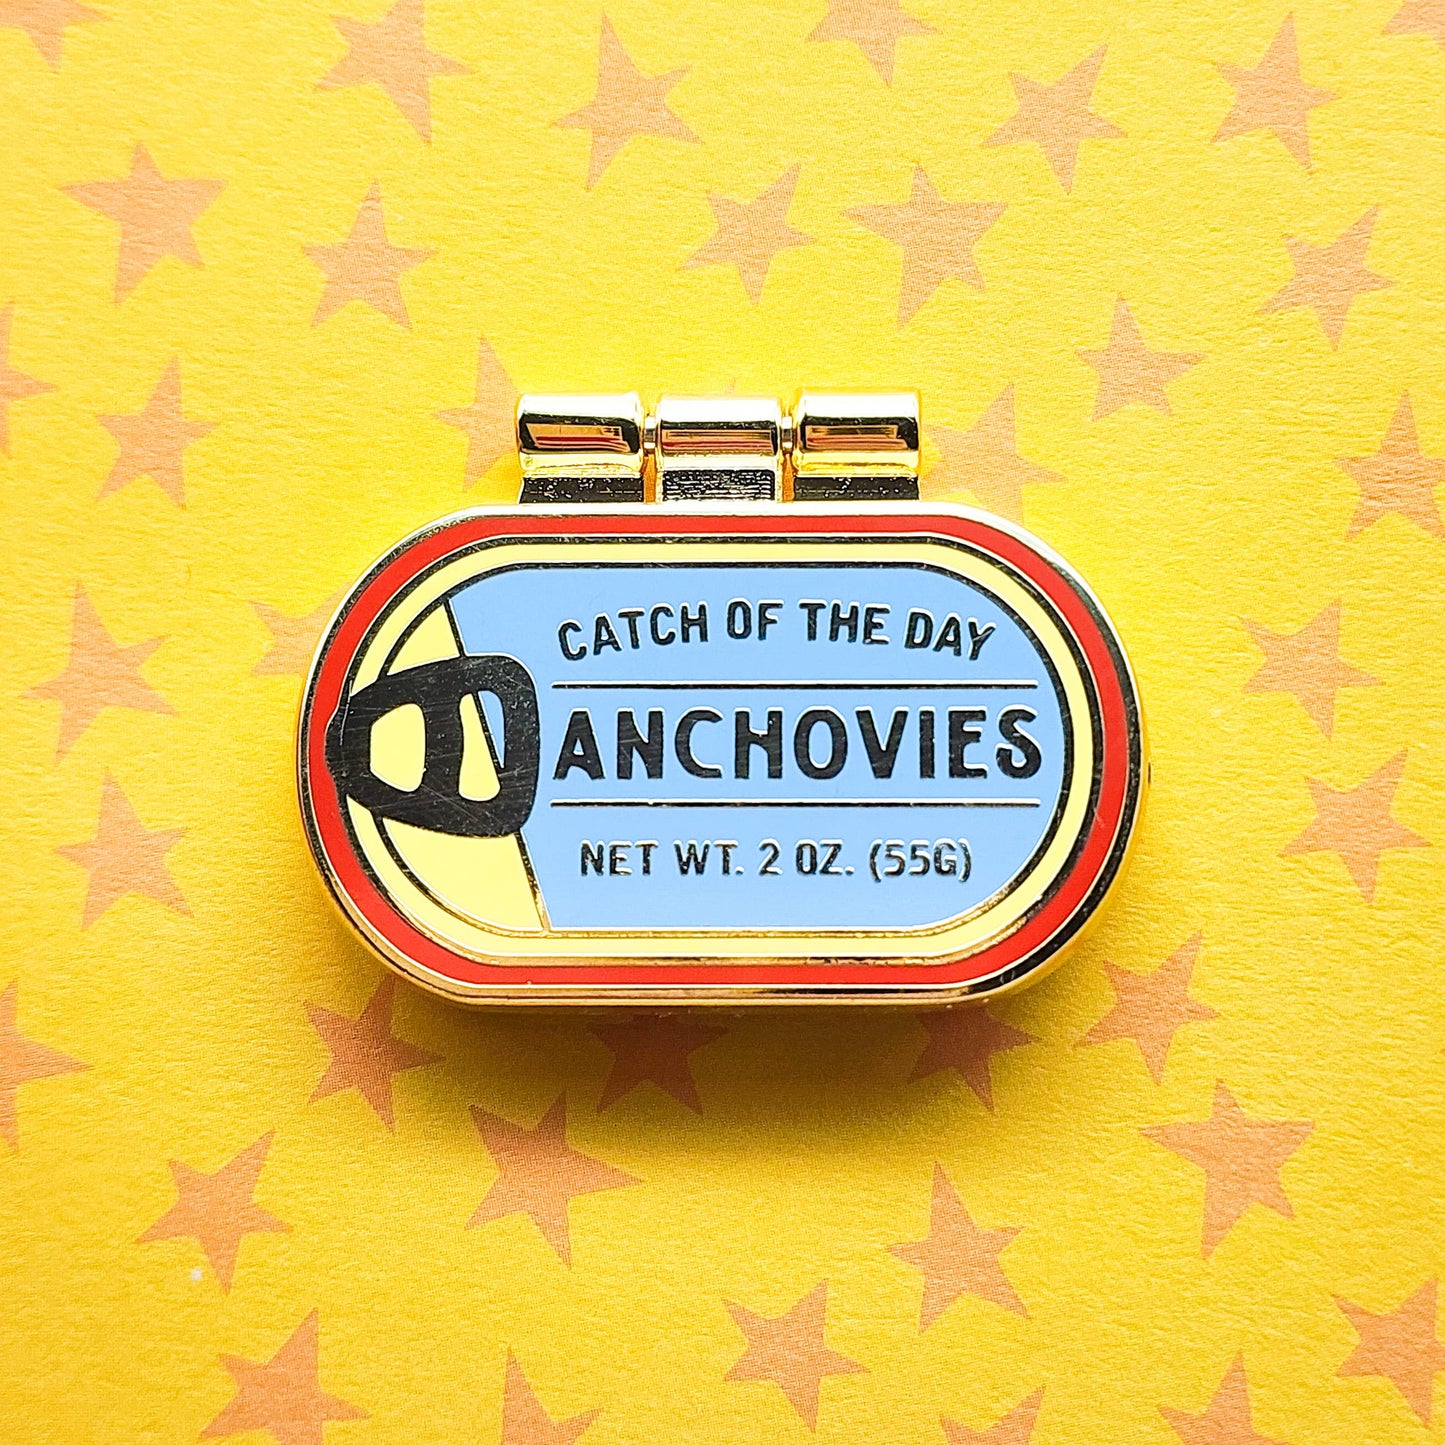 CATCH OF THE DAY
ANCHOVIES
NET WT. 2 OZ. (55G)